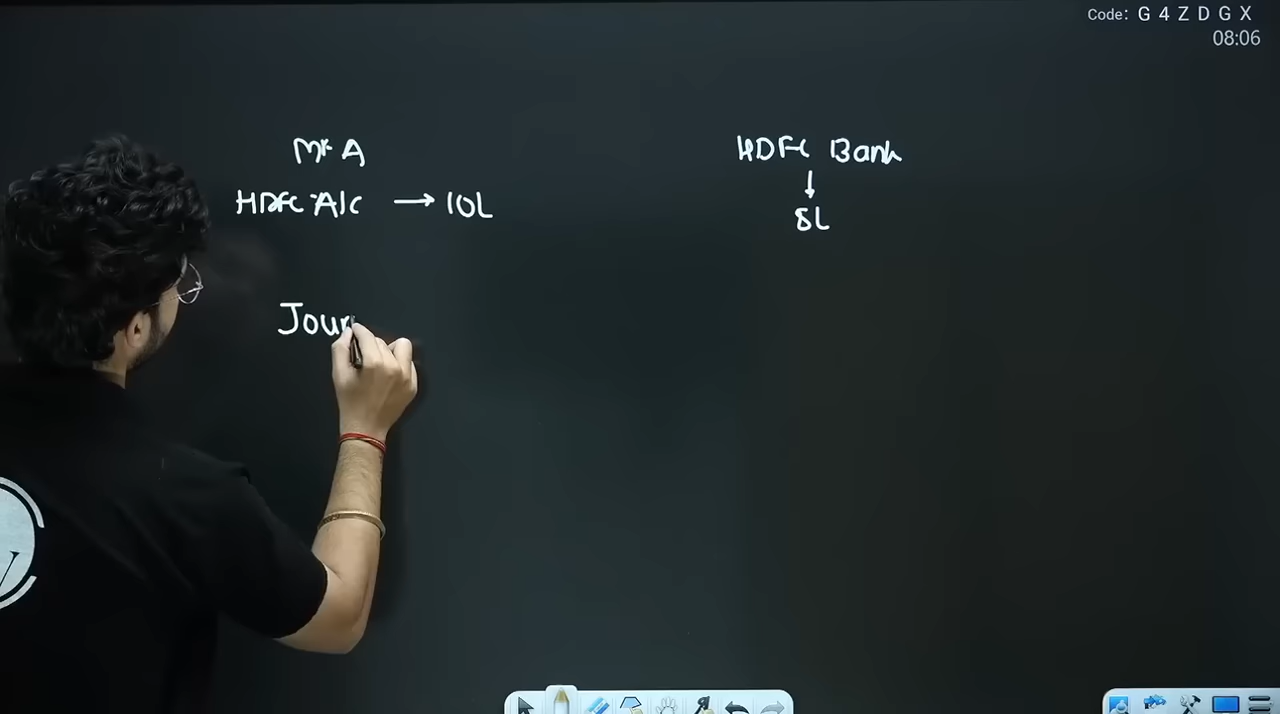 Code: G 4 Z D G X
08:06
Mr A
HDFC A/c → 10L
HDFC Bank
↓
8L
Jour